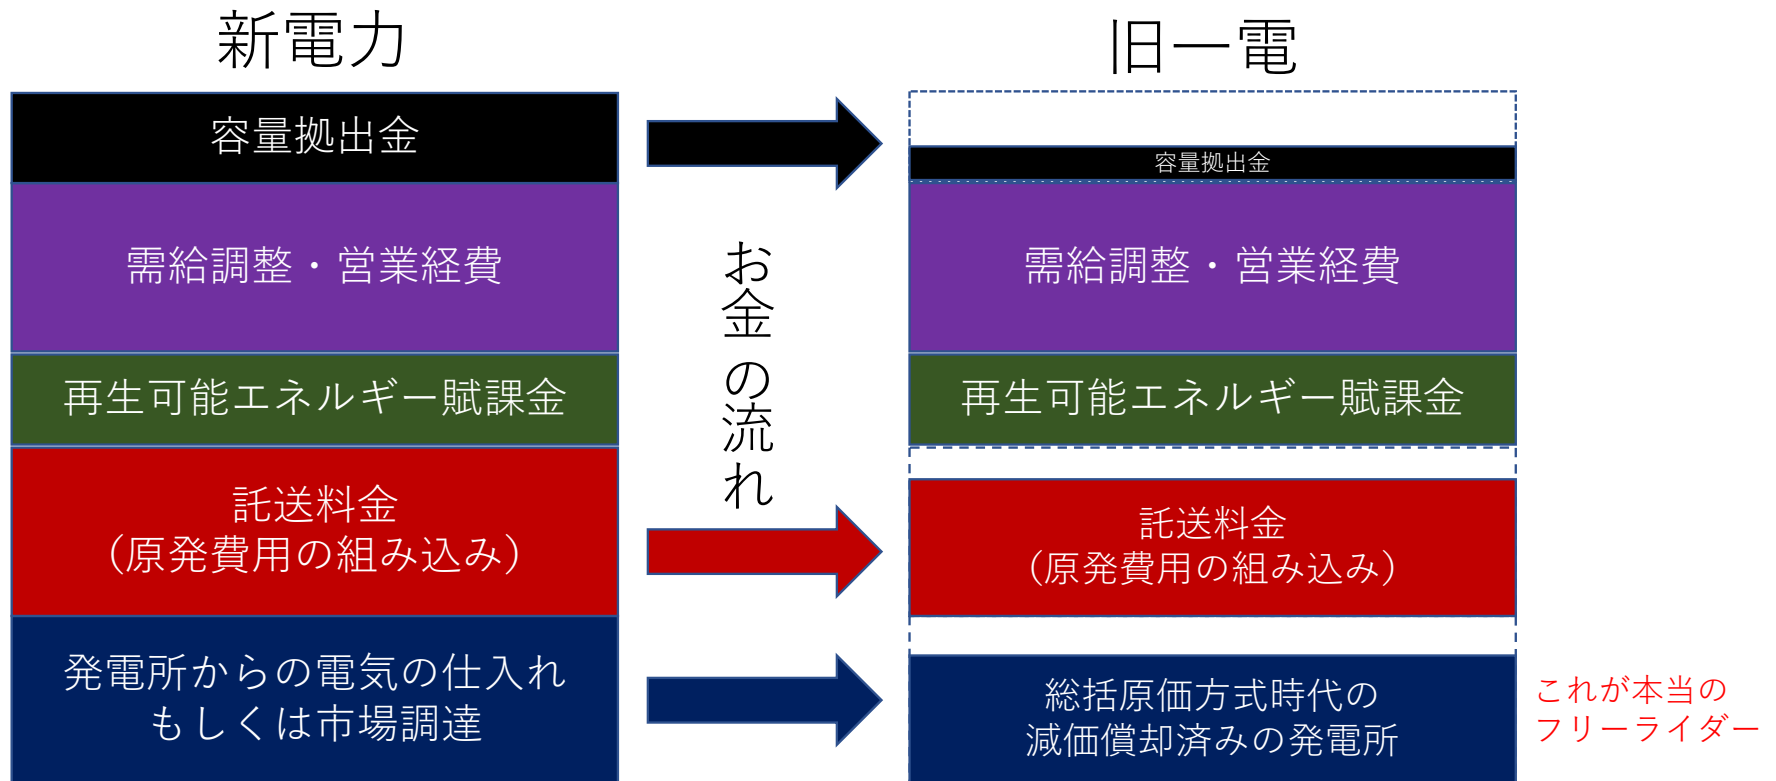 新電力
容量拠出金
需給調整・営業経費
再生可能エネルギー賦課金
託送料金
（原発費用の組み込み）
発電所からの電気の仕入れ
もしくは市場調達
お金の流れ
旧一電
容量拠出金
需給調整・営業経費
再生可能エネルギー賦課金
託送料金
（原発費用の組み込み）
総括原価方式時代の
減価償却済みの発電所
これが本当の
フリーライダー